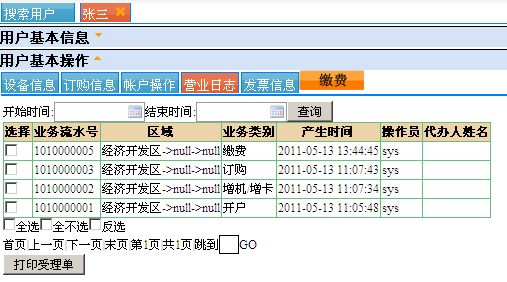 搜索用户 张三
用户基本信息
用户基本操作
设备信息 订购信息 帐户操作 营业日志 发票信息 缴费
开始时间: 结束时间: 查询
选择 业务流水号 区域 业务类别 产生时间 操作员 代办人姓名
1010000005 经济开发区->null->null 缴费 2011-05-13 13:44:45 sys
1010000003 经济开发区->null->null 订购 2011-05-13 11:07:43 sys
1010000002 经济开发区->null->null 增机 增卡 2011-05-13 11:07:34 sys
1010000001 经济开发区->null->null 开户 2011-05-13 11:05:48 sys
全选 全不选 反选
首页|上一页|下一页|末页|第1页|共1页|跳到 GO
打印受理单